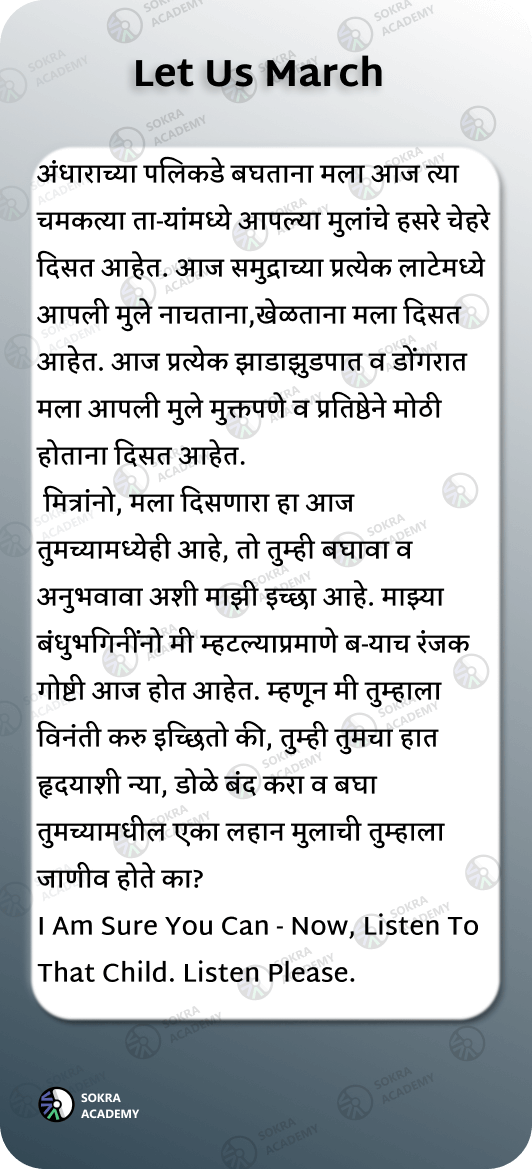 Let Us March
अंधाराच्या पलिकडे बघताना मला आज त्या
चमकत्या ता-यांमध्ये आपल्या मुलांचे हसरे चेहरे
दिसत आहेत. आज समुद्राच्या प्रत्येक लाटेमध्ये
आपली मुले नाचताना,खेळताना मला दिसत
आहेत. आज प्रत्येक झाडाझुडपात व डोंगरात
मला आपली मुले मुक्तपणे व प्रतिष्ठेने मोठी
होताना दिसत आहेत.
मित्रांनो, मला दिसणारा हा आज
तुमच्यामध्येही आहे, तो तुम्ही बघावा व
अनुभवावा अशी माझी इच्छा आहे. माझ्या
बंधुभगिनींनो मी म्हटल्याप्रमाणे ब-याच रंजक
गोष्टी आज होत आहेत. म्हणून मी तुम्हाला
विनंती करु इच्छितो की, तुम्ही तुमचा हात
हृदयाशी न्या, डोळे बंद करा व बघा
तुमच्यामधील एका लहान मुलाची तुम्हाला
जाणीव होते का?
I Am Sure You Can - Now, Listen To
That Child. Listen Please.
SOKRA
ACADEMY